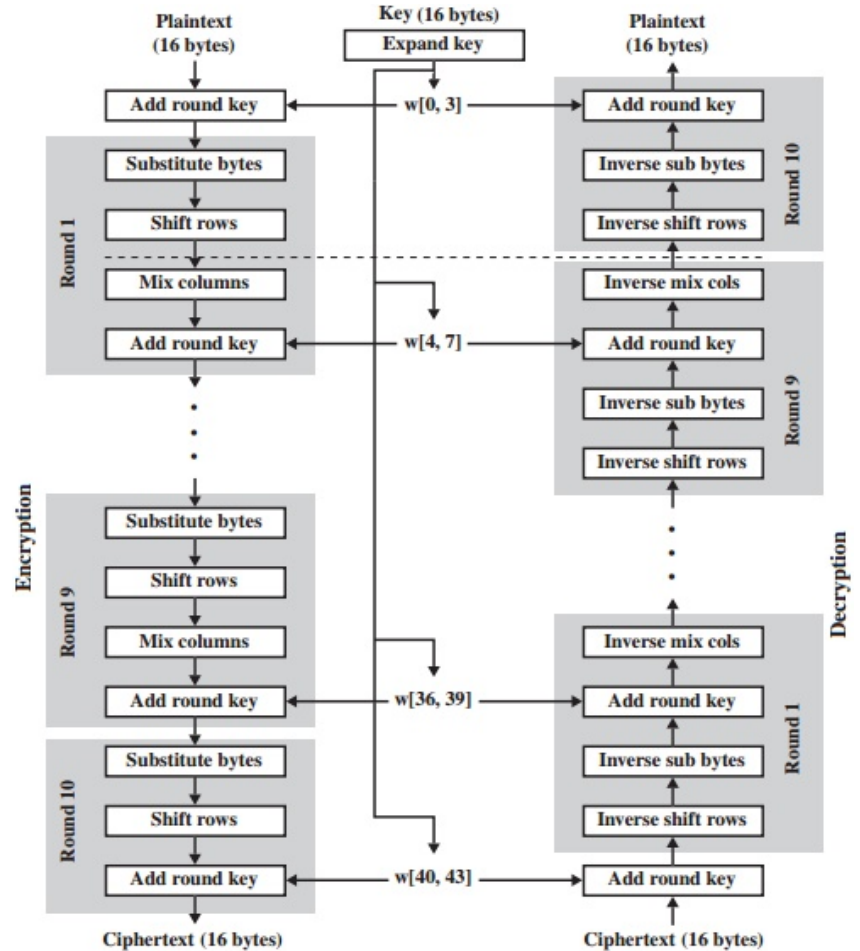 Plaintext
(16 bytes)
Add round key
Round 1
Substitute bytes
Shift rows
Mix columns
Add round key
Encryption
Round 9
Substitute bytes
Shift rows
Mix columns
Add round key
Round 10
Substitute bytes
Shift rows
Add round key
Ciphertext (16 bytes)
Key (16 bytes)
Expand key
w[0, 3]
w[4, 7]
w[36, 39]
w[40, 43]
Plaintext
(16 bytes)
Add round key
Inverse sub bytes
Inverse shift rows
Round 10
Inverse mix cols
Add round key
Inverse sub bytes
Inverse shift rows
Round 9
Decryption
Inverse mix cols
Add round key
Inverse sub bytes
Inverse shift rows
Round 1
Add round key
Ciphertext (16 bytes)